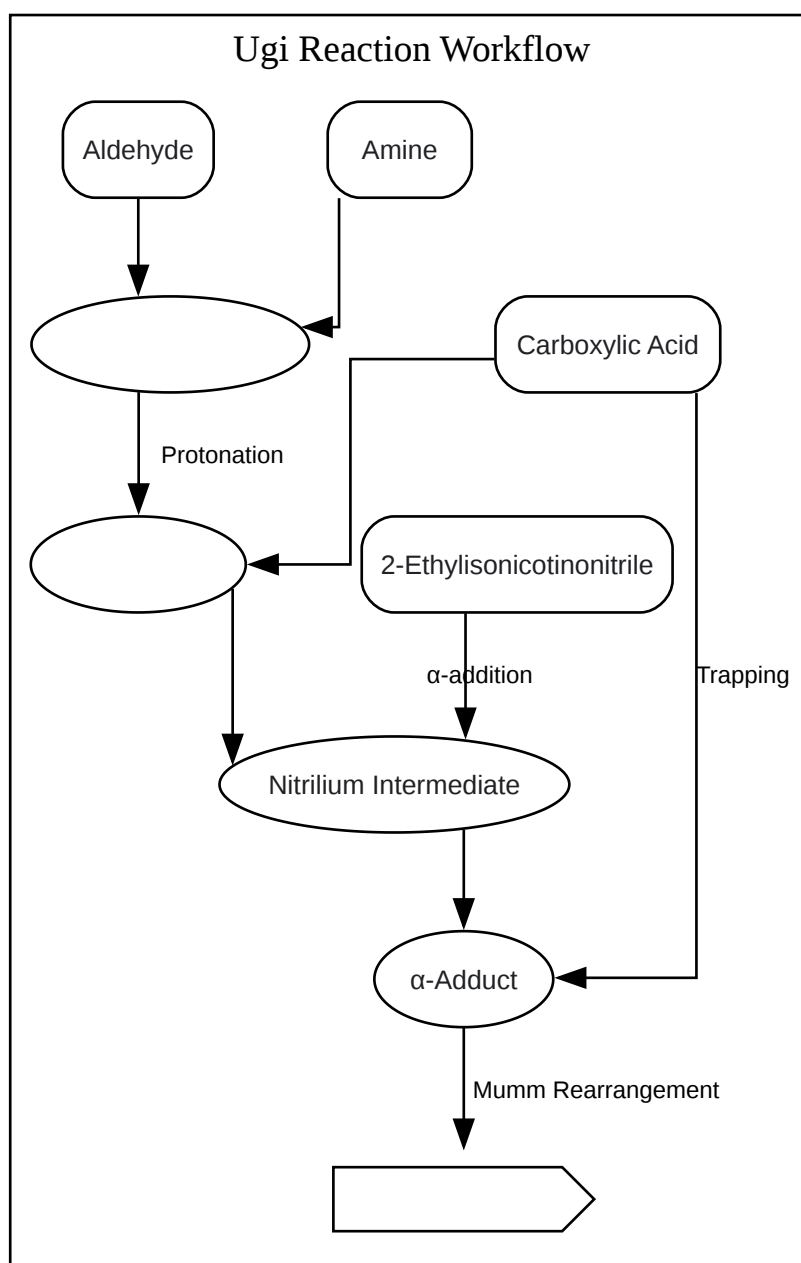 Ugi Reaction Workflow
Aldehyde
Amine
Carboxylic Acid
Protonation
2-Ethylisonicotinonitrile
α-addition
Trapping
Nitrilium Intermediate
α-Adduct
Mumm Rearrangement